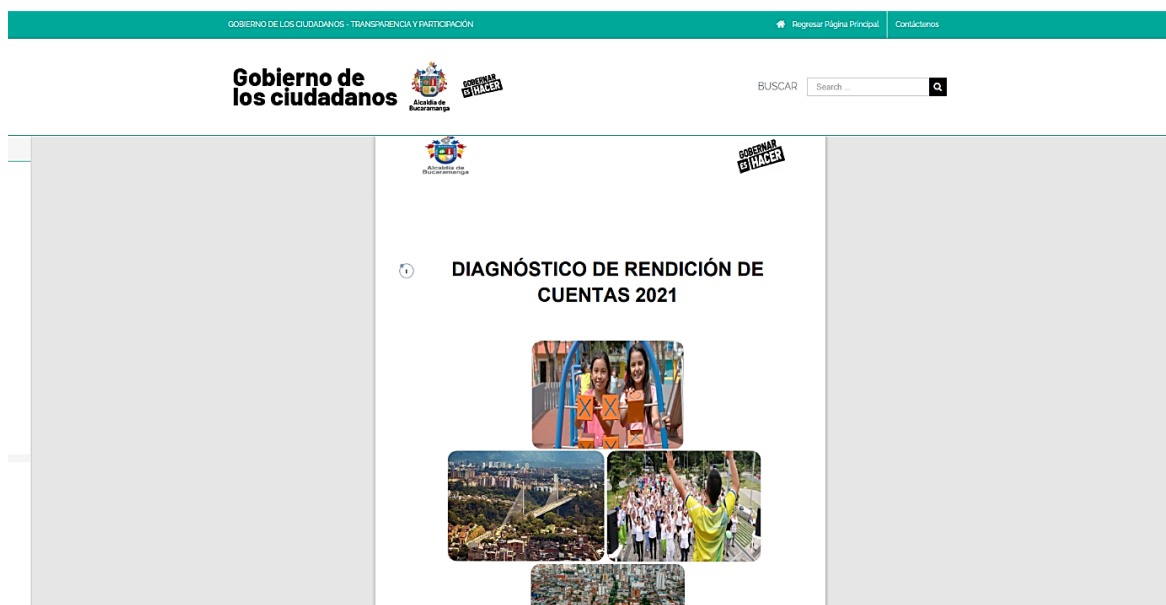 GOBIERNO DE LOS CIUDADANOS - TRANSPARENCIA Y PARTICIPACIÓN
Regresar Página Principal
Contáctenos
Gobierno de
los ciudadanos
Alcaldía de
Bucaramanga
GOBERNAR
ES HACER
BUSCAR
Search ...
Alcaldía de
Bucaramanga
GOBERNAR
ES HACER
DIAGNÓSTICO DE RENDICIÓN DE
CUENTAS 2021